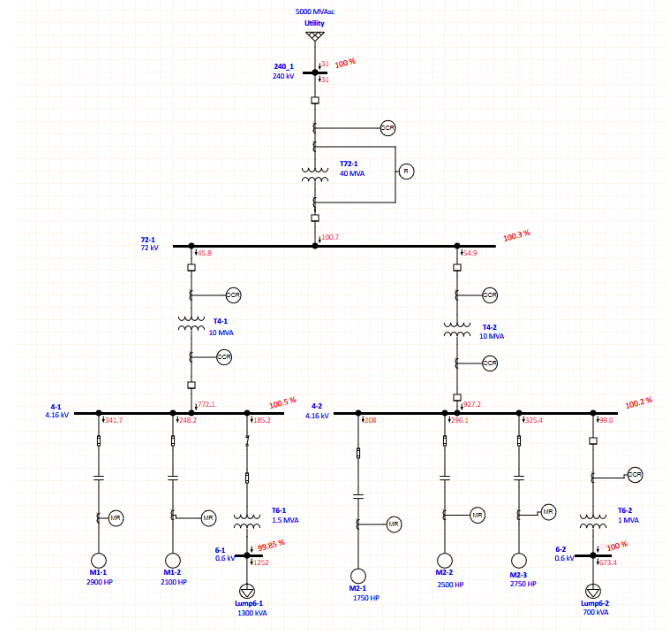 5000 MVAsc
Utility
240_1
240 kV
31
100 %
31
OCR
T72-1
40 MVA
R
72-1
72 kV
100.7
100.3 %
45.8
54.9
OCR
OCR
T4-1
10 MVA
T4-2
10 MVA
OCR
OCR
4-1
4.16 kV
772.1
100.5 %
4-2
4.16 kV
927.2
100.2 %
341.7
248.2
185.2
208
296.1
325.4
99.6
OCR
MR
MR
T6-1
1.5 MVA
MR
MR
MR
T6-2
1 MVA
6-1
0.6 kV
99.85 %
1252
6-2
0.6 kV
100 %
673.4
M1-1
2900 HP
M1-2
2100 HP
Lump6-1
1300 kVA
M2-1
1750 HP
M2-2
2500 HP
M2-3
2750 HP
Lump6-2
700 kVA